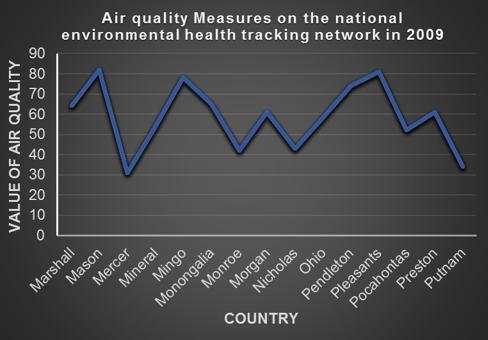 Air quality Measures on the national
environmental health tracking network in 2009
VALUE OF AIR QUALITY
90
80
70
60
50
40
30
20
10
0
Marshall
Mason
Mercer
Mineral
Mingo
Monongalia
Monroe
Morgan
Nicholas
Ohio
Pendleton
Pleasants
Pocahontas
Preston
Putnam
COUNTRY